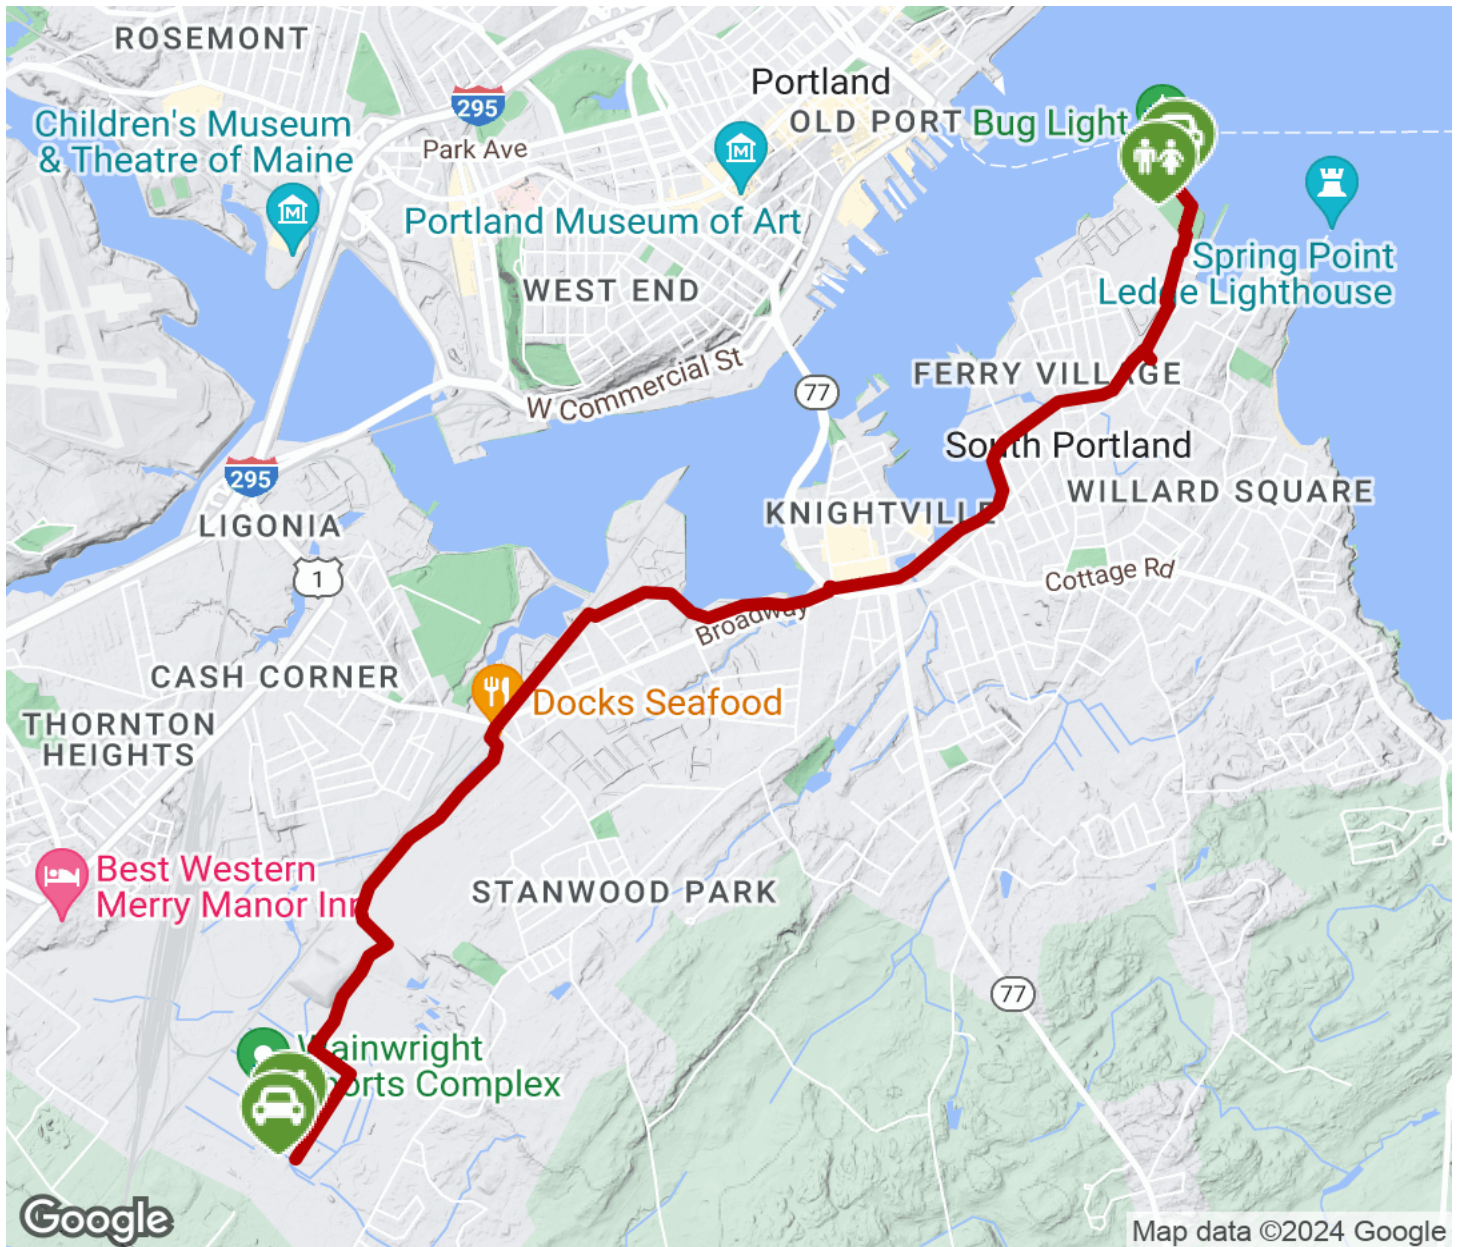 ROSEMONT
295
Portland
Children's Museum
& Theatre of Maine
Park Ave
OLD PORT
Bug Light
Portland Museum of Art
Spring Point
Ledge Lighthouse
WEST END
W Commercial St
77
FERRY VILLAGE
South Portland
295
WILLARD SQUARE
KNIGHTVILLE
LIGONIA
1
Cottage Rd
Broadway
CASH CORNER
Docks Seafood
THORNTON
HEIGHTS
Best Western
Merry Manor Inn
STANWOOD PARK
77
Wainwright
Sports Complex
Google
Map data ©2024 Google